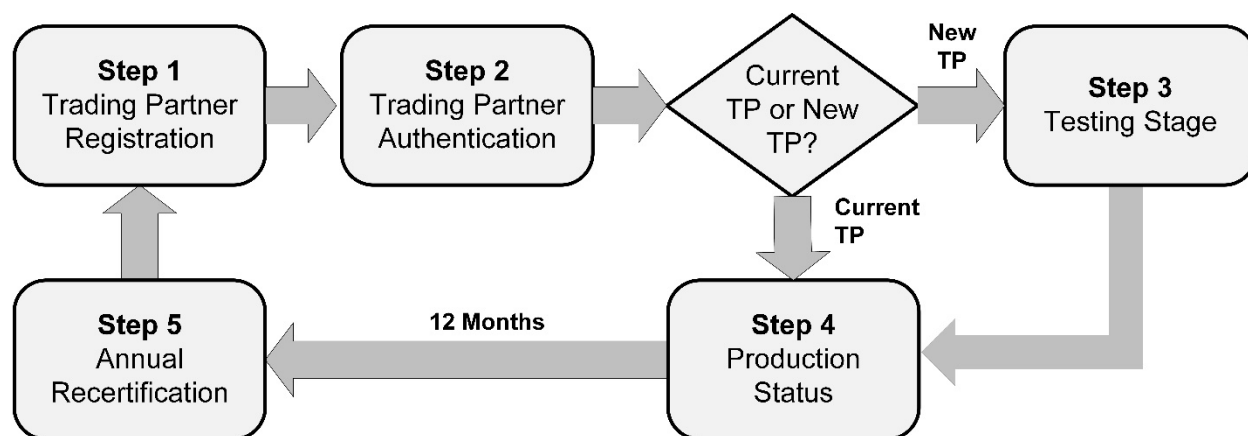 Step 1
Trading Partner
Registration
Step 2
Trading Partner
Authentication
Current
TP or New
TP?
New
TP
Step 3
Testing Stage
Current
TP
Step 4
Production
Status
12 Months
Step 5
Annual
Recertification